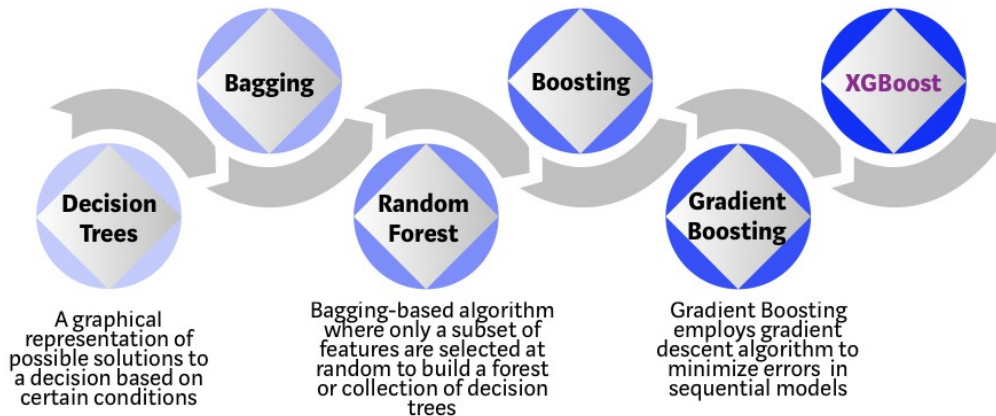 Bagging
Boosting
XGBoost
Decision
Trees
Random
Forest
Gradient
Boosting
A graphical
representation of
possible solutions to
a decision based on
certain conditions
Bagging-based algorithm
where only a subset of
features are selected at
random to build a forest
or collection of decision
trees
Gradient Boosting
employs gradient
descent algorithm to
minimize errors in
sequential models